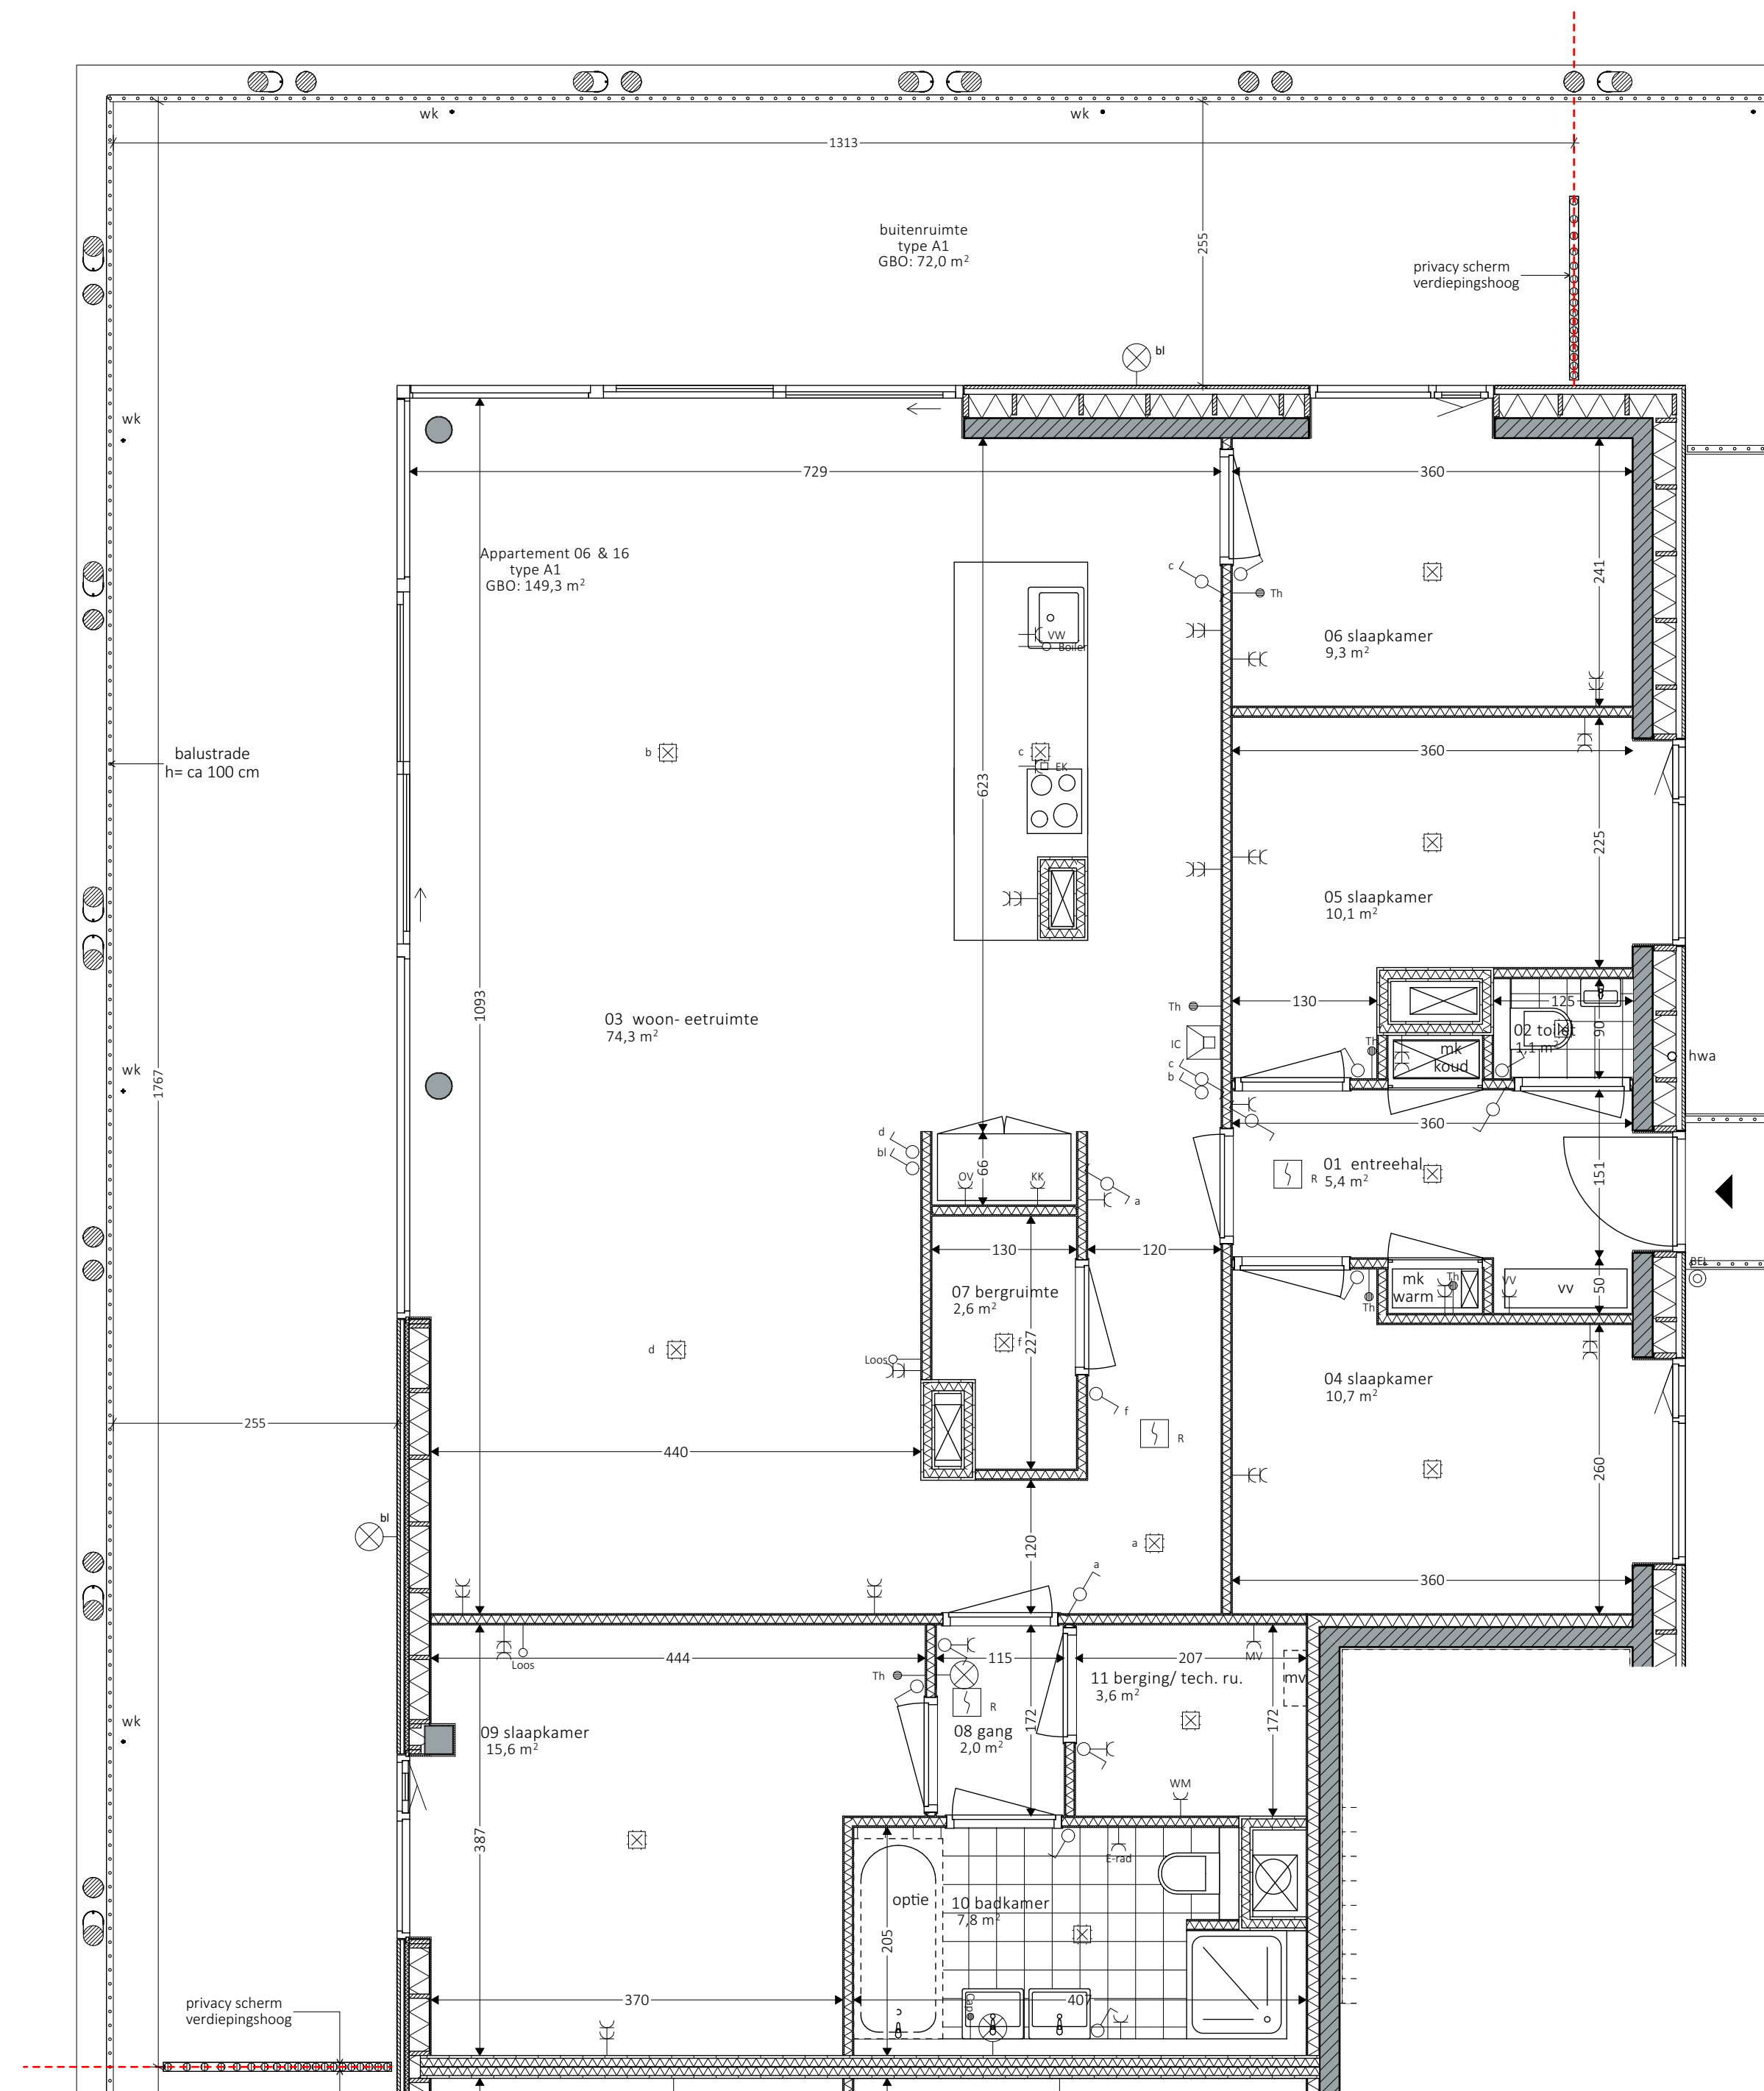 wk
wk
1313
buitenruimte
type A1
GBO: 72,0 m²
255
privacy scherm
verdiepingshoog
bl
wk
729
360
Appartement 06 & 16
type A1
GBO: 149,3 m²
c
Th
241
VW
Boiler
06 slaapkamer
9,3 m²
balustrade
h= ca 100 cm
b
c
EK
360
623
225
05 slaapkamer
10,1 m²
1093
Th
130
125
03 woon- eetruimte
74,3 m²
02 toilet
1,1 m²
90
IC
Th
mk
koud
hwa
wk
c
b
1767
360
d
bl
66
01 entreehal
5,4 m²
R
151
OV
KK
a
130
120
BEL
07 bergruimte
2,6 m²
mk
warm
Th
Th
VV
vv
50
d
f
227
Loos
04 slaapkamer
10,7 m²
f
255
R
440
260
bl
120
a
a
360
444
115
207
Loos
Th
MV
11 berging/ tech. ru.
3,6 m²
mv
R
wk
09 slaapkamer
15,6 m²
08 gang
2,0 m²
172
172
WM
387
E-rad
optie
10 badkamer
7,8 m²
205
370
407
Cap
privacy scherm
verdiepingshoog